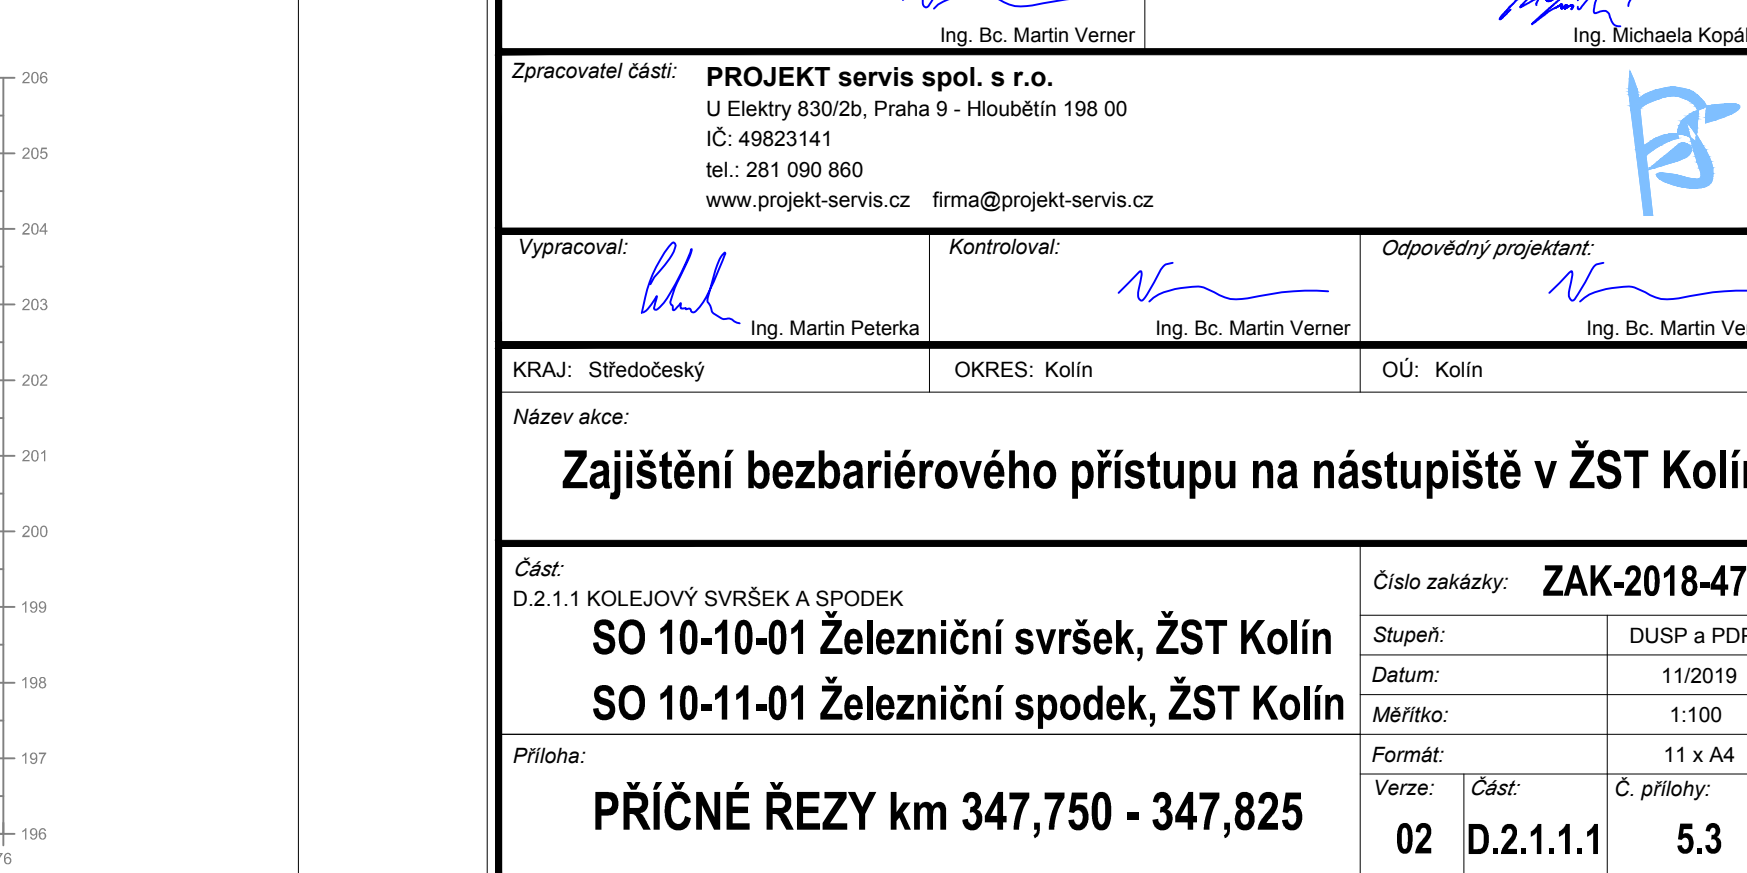 Ing. Bc. Martin Verner
Ing. Michaela
Zpracovatel části: PROJEKT servis spol. s r.o.
U Elektry 830/2b, Praha 9 - Hloubětín 198 00
IČ: 49823141
tel.: 281 090 860
www.projekt-servis.cz firma@projekt-servis.cz
Vypracoval:
Ing. Martin Peterka
Kontroloval:
Ing. Bc. Martin Verner
Odpovědný projektant:
Ing. Bc. Martin
KRAJ: Středočeský
OKRES: Kolín
OÚ: Kolín
Název akce:
Zajištění bezbariérového přístupu na nástupiště v ŽST
Část:
D.2.1.1 KOLEJOVÝ SVRŠEK A SPODEK
SO 10-10-01 Železniční svršek, ŽST Kolín
SO 10-11-01 Železniční spodek, ŽST Kolín
Číslo zakázky: ZAK-2018-47
Stupeň: DUSP a
Datum: 11/2019
Měřítko: 1:100
Formát: 11 x A4
Příloha:
PŘÍČNÉ ŘEZY km 347,750 - 347,825
Verze:
02
Část:
D.2.1.1.1
Č. přílohy:
5.3
206
205
204
203
202
201
200
199
198
197
196